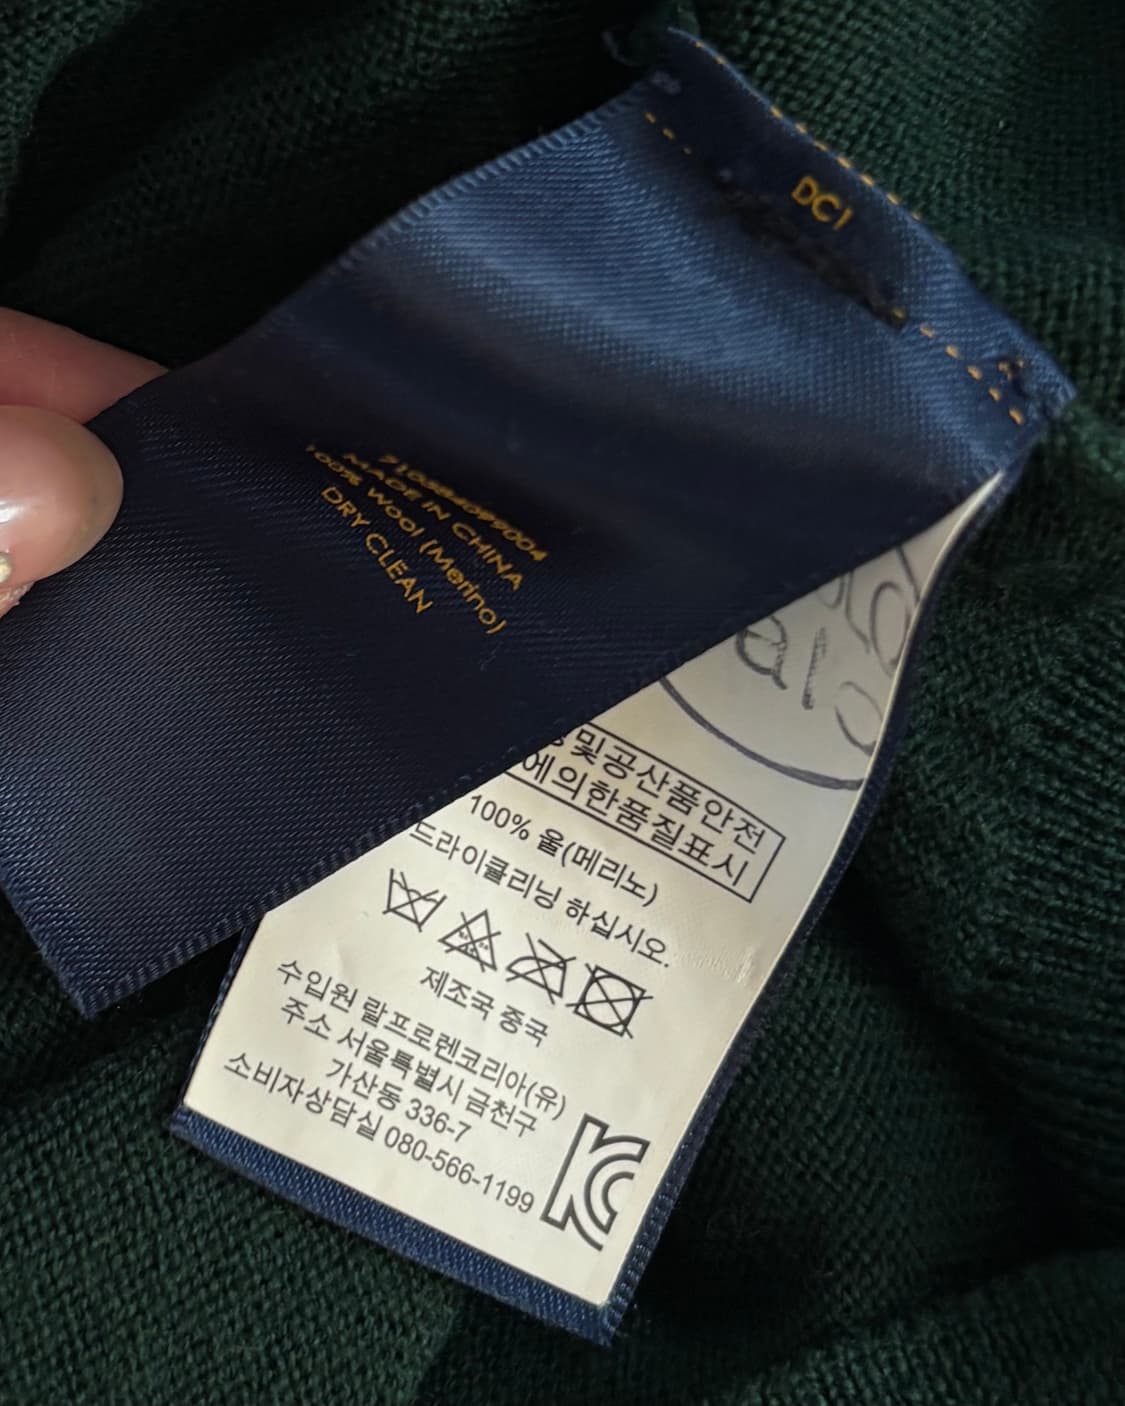 DC1
MADE IN CHINA
100% WOOL (Merino)
DRY CLEAN
및공산품안전
에의한품질표시
100% 울(메리노)
드라이클리닝 하십시오.
제조국 중국
수입원 랄프로렌코리아(유)
주소 서울특별시 금천구
가산동 336-7
소비자상담실 080-566-1199
KC